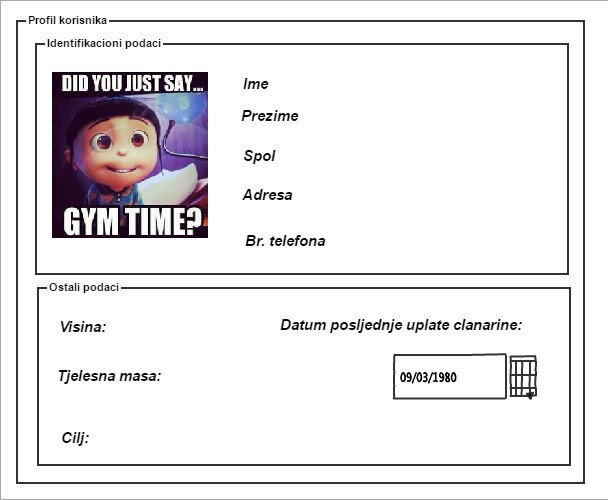 Profil korisnika
Identifikacioni podaci
DID YOU JUST SAY...
GYM TIME?
Ime
Prezime
Spol
Adresa
Br. telefona
Ostali podaci
Visina:
Datum posljednje uplate clanarine:
Tjelesna masa:
09/03/1980
Cilj: